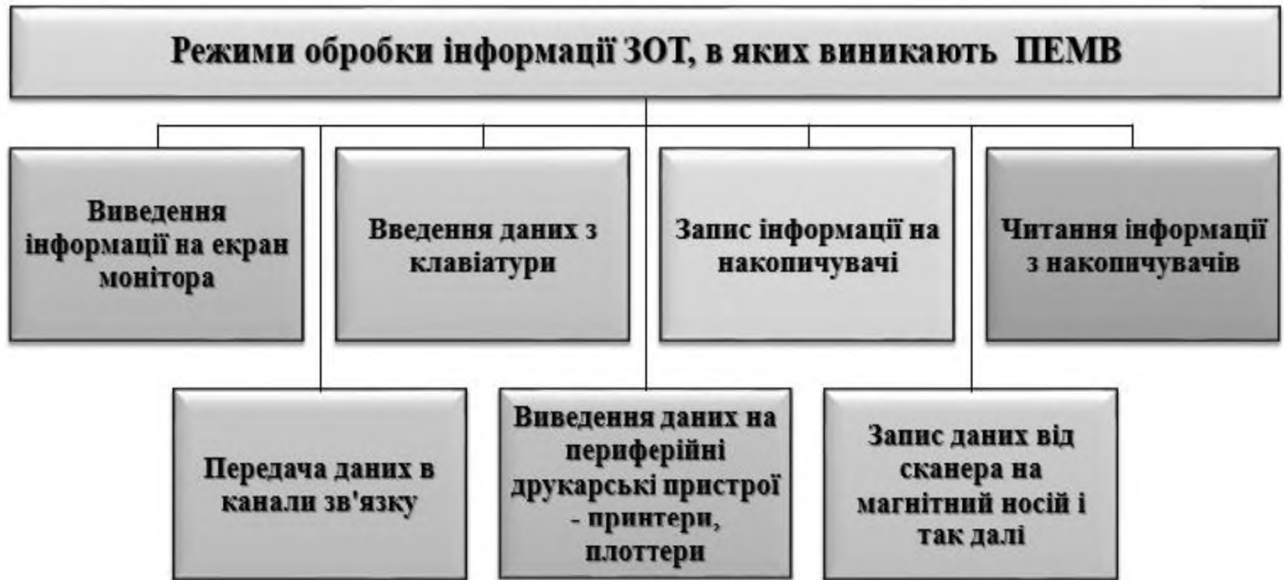 Режими обробки інформації ЗОТ, в яких виникають ПЕМВ
Виведення
інформації на екран
монітора
Введення даних з
клавіатури
Запис інформації на
накопичувачі
Читання інформації
з накопичувачів
Передача даних в
канали зв'язку
Виведення даних на
периферійні
друкарські пристрої
- принтери,
плоттери
Запис даних від
сканера на
магнітний носій і
так далі